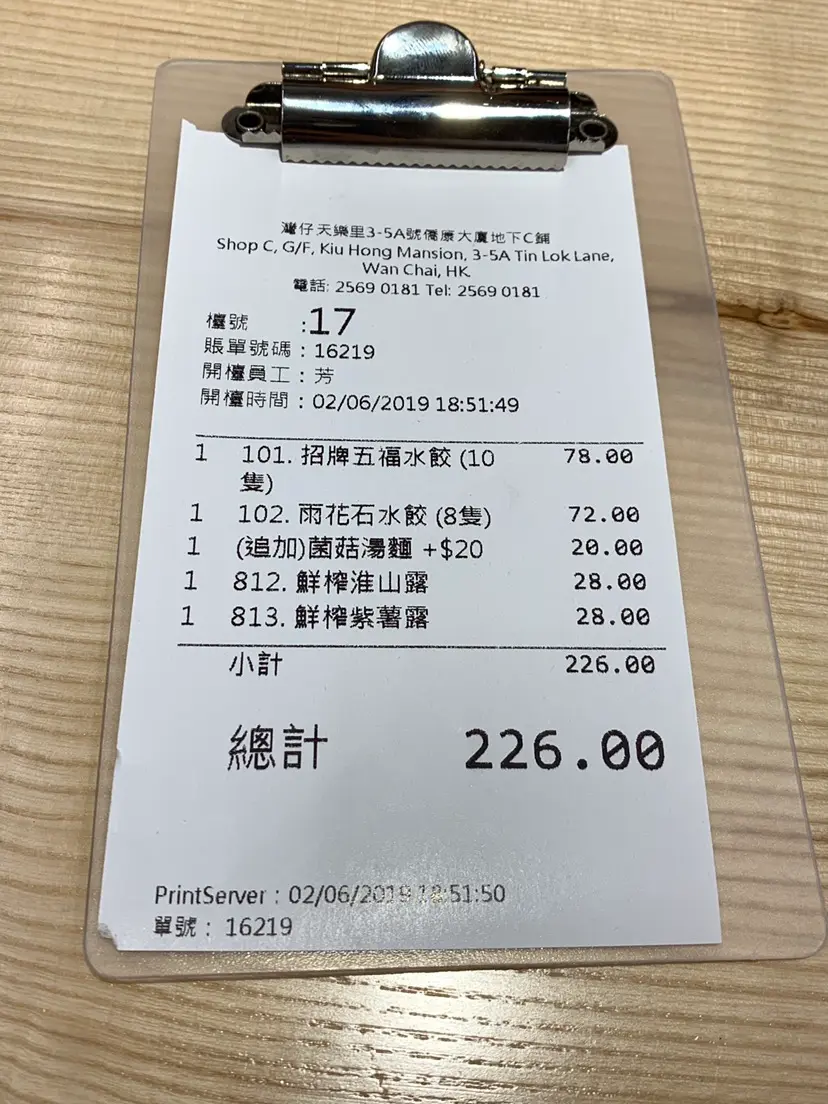 灣仔天樂里3-5A號僑康大廈地下C舖
Shop C, G/F, Kiu Hong Mansion, 3-5A Tin Lok Lane,
Wan Chai, HK.
電話: 2569 0181 Tel: 2569 0181
檯號 :17
賬單號碼 : 16219
開檯員工 : 芳
開檯時間 : 02/06/2019 18:51:49
1 101. 招牌五福水餃 (10 78.00
隻)
1 102. 雨花石水餃 (8隻) 72.00
1 (追加)菌菇湯麵 +$20 20.00
1 812. 鮮榨淮山露 28.00
1 813. 鮮榨紫薯露 28.00
小計 226.00
總計 226.00
PrintServer : 02/06/2019 18:51:50
單號 : 16219